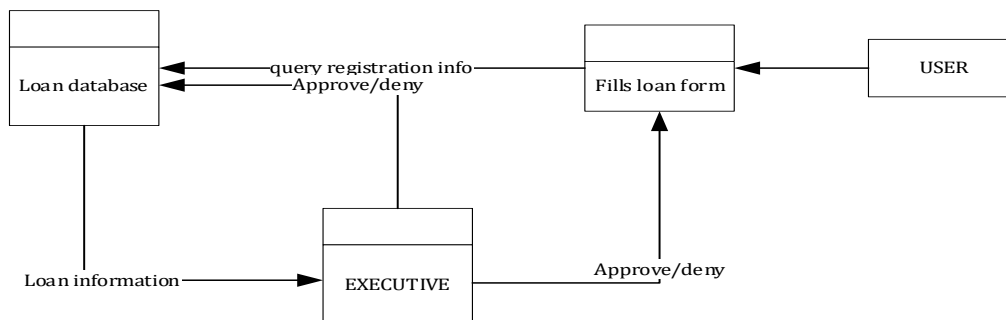 query registration info
USER
Loan database
Approve/deny
Fills loan form
Loan information
EXECUTIVE
Approve/deny